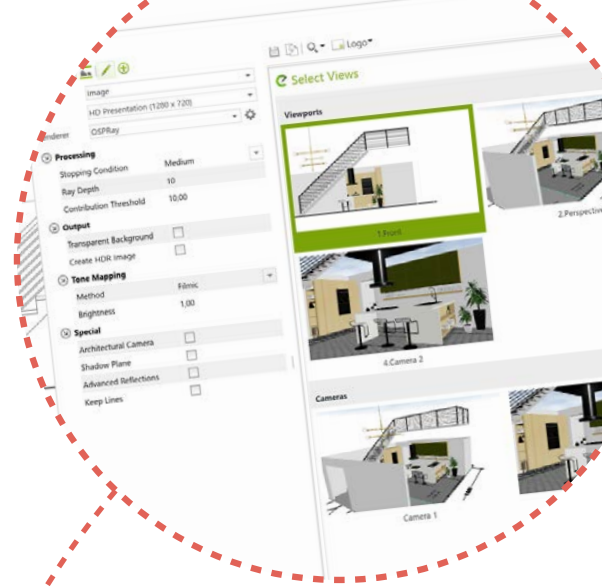 Logo
Select Views
Image
HD Presentation (1280 x 720)
OSPRay
Processing
Stopping Condition Medium
Ray Depth 10
Contribution Threshold 10,00
Output
Transparent Background
Create HDR Image
Tone Mapping
Method Filmic
Brightness 1,00
Special
Architectural Camera
Shadow Plane
Advanced Reflections
Keep Lines
Viewports
1.Front
2.Perspective
4.Camera 2
Cameras
Camera 1